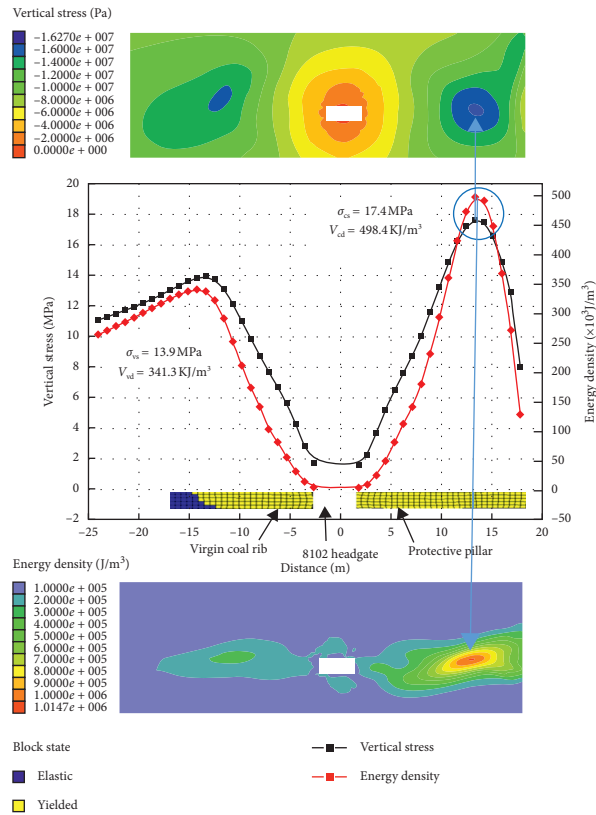 Vertical stress (Pa)
−1.6270e + 007
−1.6000e + 007
−1.4000e + 007
−1.2000e + 007
−1.0000e + 007
−8.0000e + 006
−6.0000e + 006
−4.0000e + 006
−2.0000e + 006
0.0000e + 000
20
18
16
14
12
10
8
6
4
2
0
−2
Vertical stress (MPa)
σcs = 17.4 MPa
Vcd = 498.4 KJ/m³
σvs = 13.9 MPa
Vvd = 341.3 KJ/m³
500
450
400
350
300
250
200
150
100
50
0
−50
Energy density (×10³J/m³)
−25 −20 −15 −10 −5 0 5 10 15 20
Virgin coal rib
8102 headgate
Protective pillar
Distance (m)
Energy density (J/m³)
1.0000e + 005
2.0000e + 005
3.0000e + 005
4.0000e + 005
5.0000e + 005
6.0000e + 005
7.0000e + 005
8.0000e + 005
9.0000e + 005
1.0000e + 006
1.0147e + 006
Block state
Elastic
Yielded
Vertical stress
Energy density